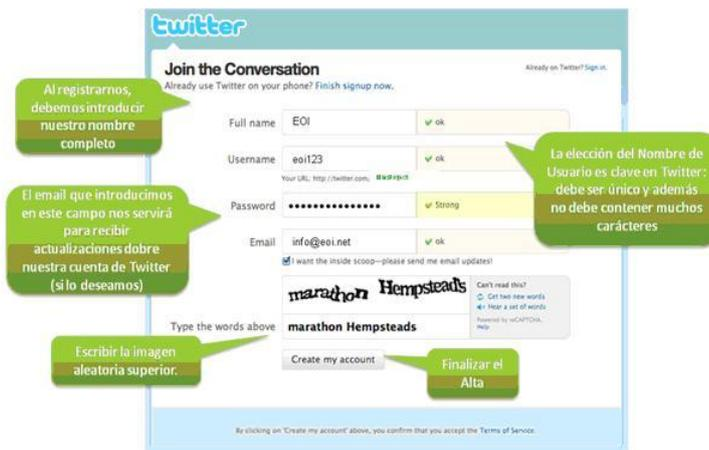 twitter
Join the Conversation
Already on Twitter? Sign in.
Already use Twitter on your phone? Finish signup now.
Al registrarnos,
debemos introducir
nuestro nombre
completo
Full name
EOI
ok
Username
eoi123
ok
Your URL: http://twitter.com/
La elección del Nombre de
Usuario es clave en Twitter:
debe ser único y además
no debe contener muchos
carácteres
El email que introducimos
en este campo nos servirá
para recibir
actualizaciones dobre
nuestra cuenta de Twitter
(si lo deseamos)
Password
Strong
Email
info@eoi.net
ok
I want the inside scoop—please send me email updates!
marathon Hempstead's
Can't read this?
Get two new words
Hear a set of words
Powered by reCAPTCHA.
Help
Type the words above
marathon Hempsteads
Escribir la imagen
aleatoria superior.
Create my account
Finalizar el
Alta
By clicking on 'Create my account' above, you confirm that you accept the Terms of Service.